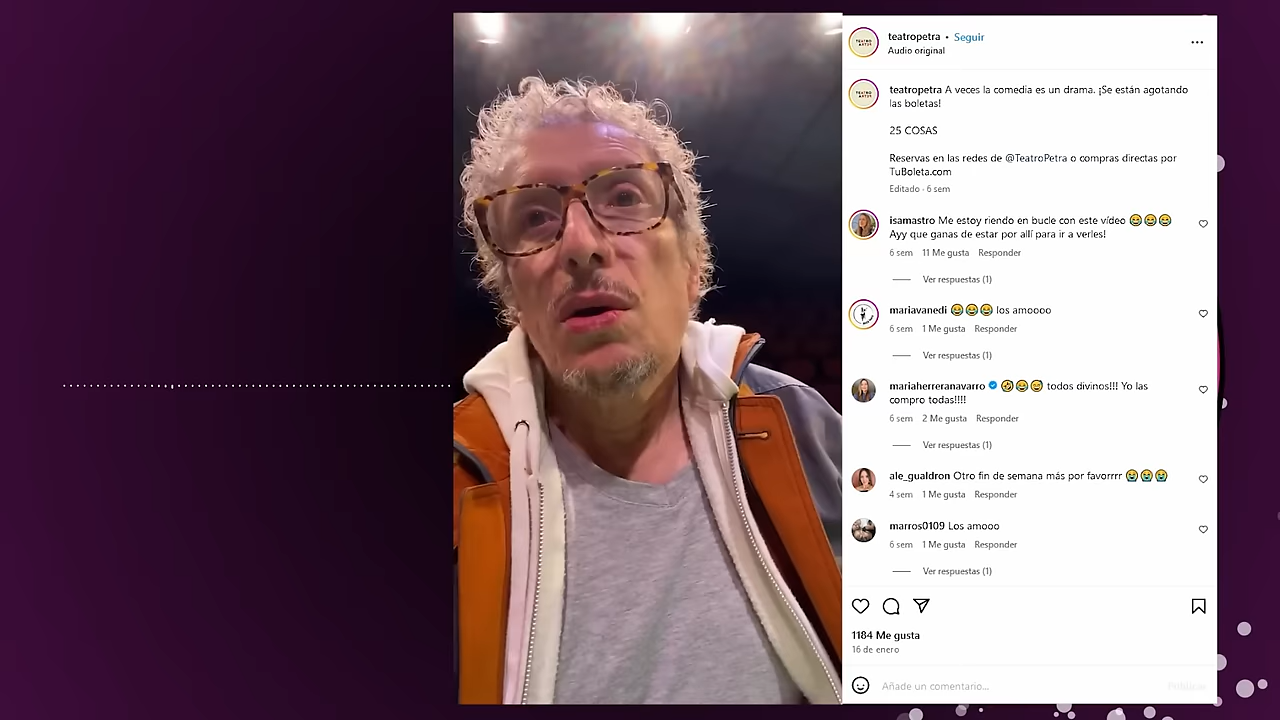 teatropetra • Seguir
Audio original
teatropetra A veces la comedia es un drama. ¡Se están agotando
las boletas!
25 COSAS
Reservas en las redes de @TeatroPetra o compras directas por
TuBoleta.com
Editado · 6 sem
isamastro Me estoy riendo en bucle con este vídeo 😂😂😂
Ayy que ganas de estar por allí para ir a verles!
6 sem 11 Me gusta Responder
Ver respuestas (1)
mariavanedi 😂😂😂 los amoooo
6 sem 1 Me gusta Responder
Ver respuestas (1)
mariaherreranavarro 🤣😂😅 todos divinos!!! Yo las
compro todas!!!!
6 sem 2 Me gusta Responder
Ver respuestas (1)
ale_gualdron Otro fin de semana más por favorrrr 😭😭😭
4 sem 1 Me gusta Responder
marros0109 Los amooo
6 sem 1 Me gusta Responder
Ver respuestas (1)
1184 Me gusta
16 de enero
Añade un comentario...
Publicar